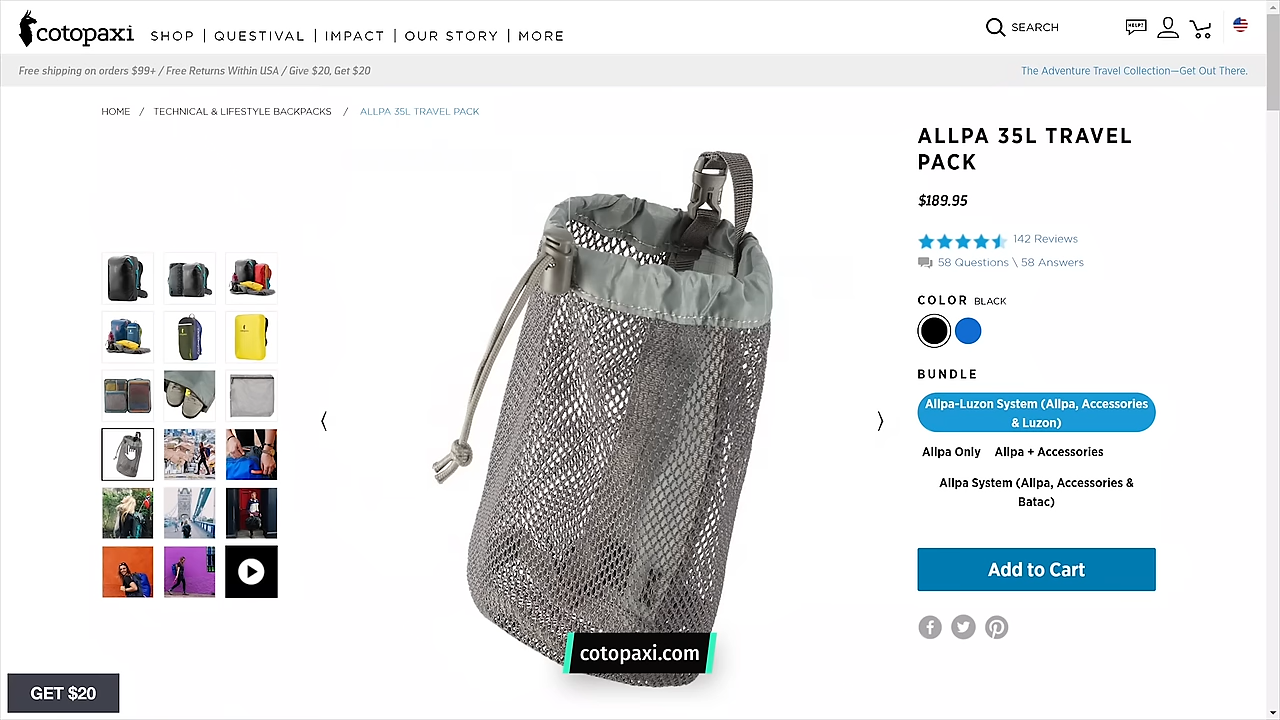 cotopaxi
SHOP | QUESTIVAL | IMPACT | OUR STORY | MORE
SEARCH
HELP!
Free shipping on orders $99+ / Free Returns Within USA / Give $20, Get $20
The Adventure Travel Collection—Get Out There.
HOME / TECHNICAL & LIFESTYLE BACKPACKS / ALLPA 35L TRAVEL PACK
ALLPA 35L TRAVEL
PACK
$189.95
142 Reviews
58 Questions \ 58 Answers
COLOR BLACK
BUNDLE
Allpa-Luzon System (Allpa, Accessories
& Luzon)
Allpa Only Allpa + Accessories
Allpa System (Allpa, Accessories &
Batac)
Add to Cart
cotopaxi.com
GET $20